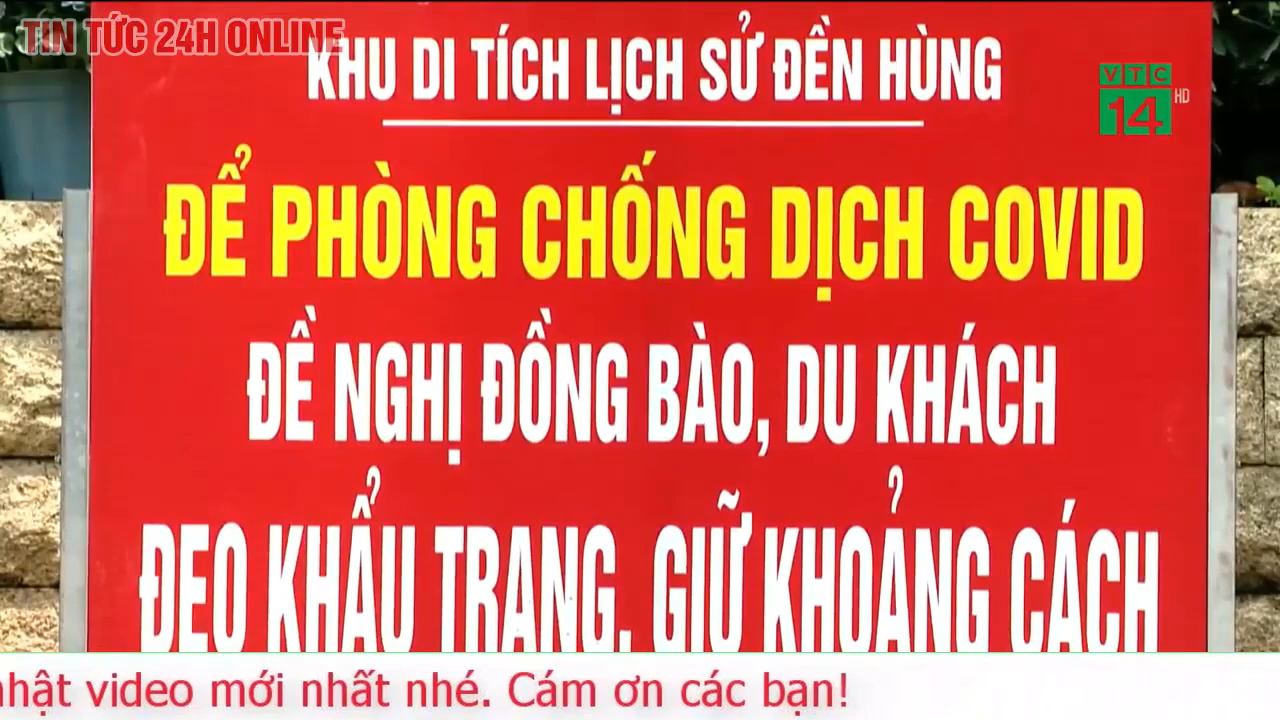 TIN TỨC 24H ONLINE
KHU DI TÍCH LỊCH SỬ ĐỀN HÙNG
VTC
14 HD
ĐỂ PHÒNG CHỐNG DỊCH COVID
ĐỀ NGHỊ ĐỒNG BÀO, DU KHÁCH
ĐEO KHẨU TRANG, GIỮ KHOẢNG CÁCH
nhật video mới nhất nhé. Cám ơn các bạn!